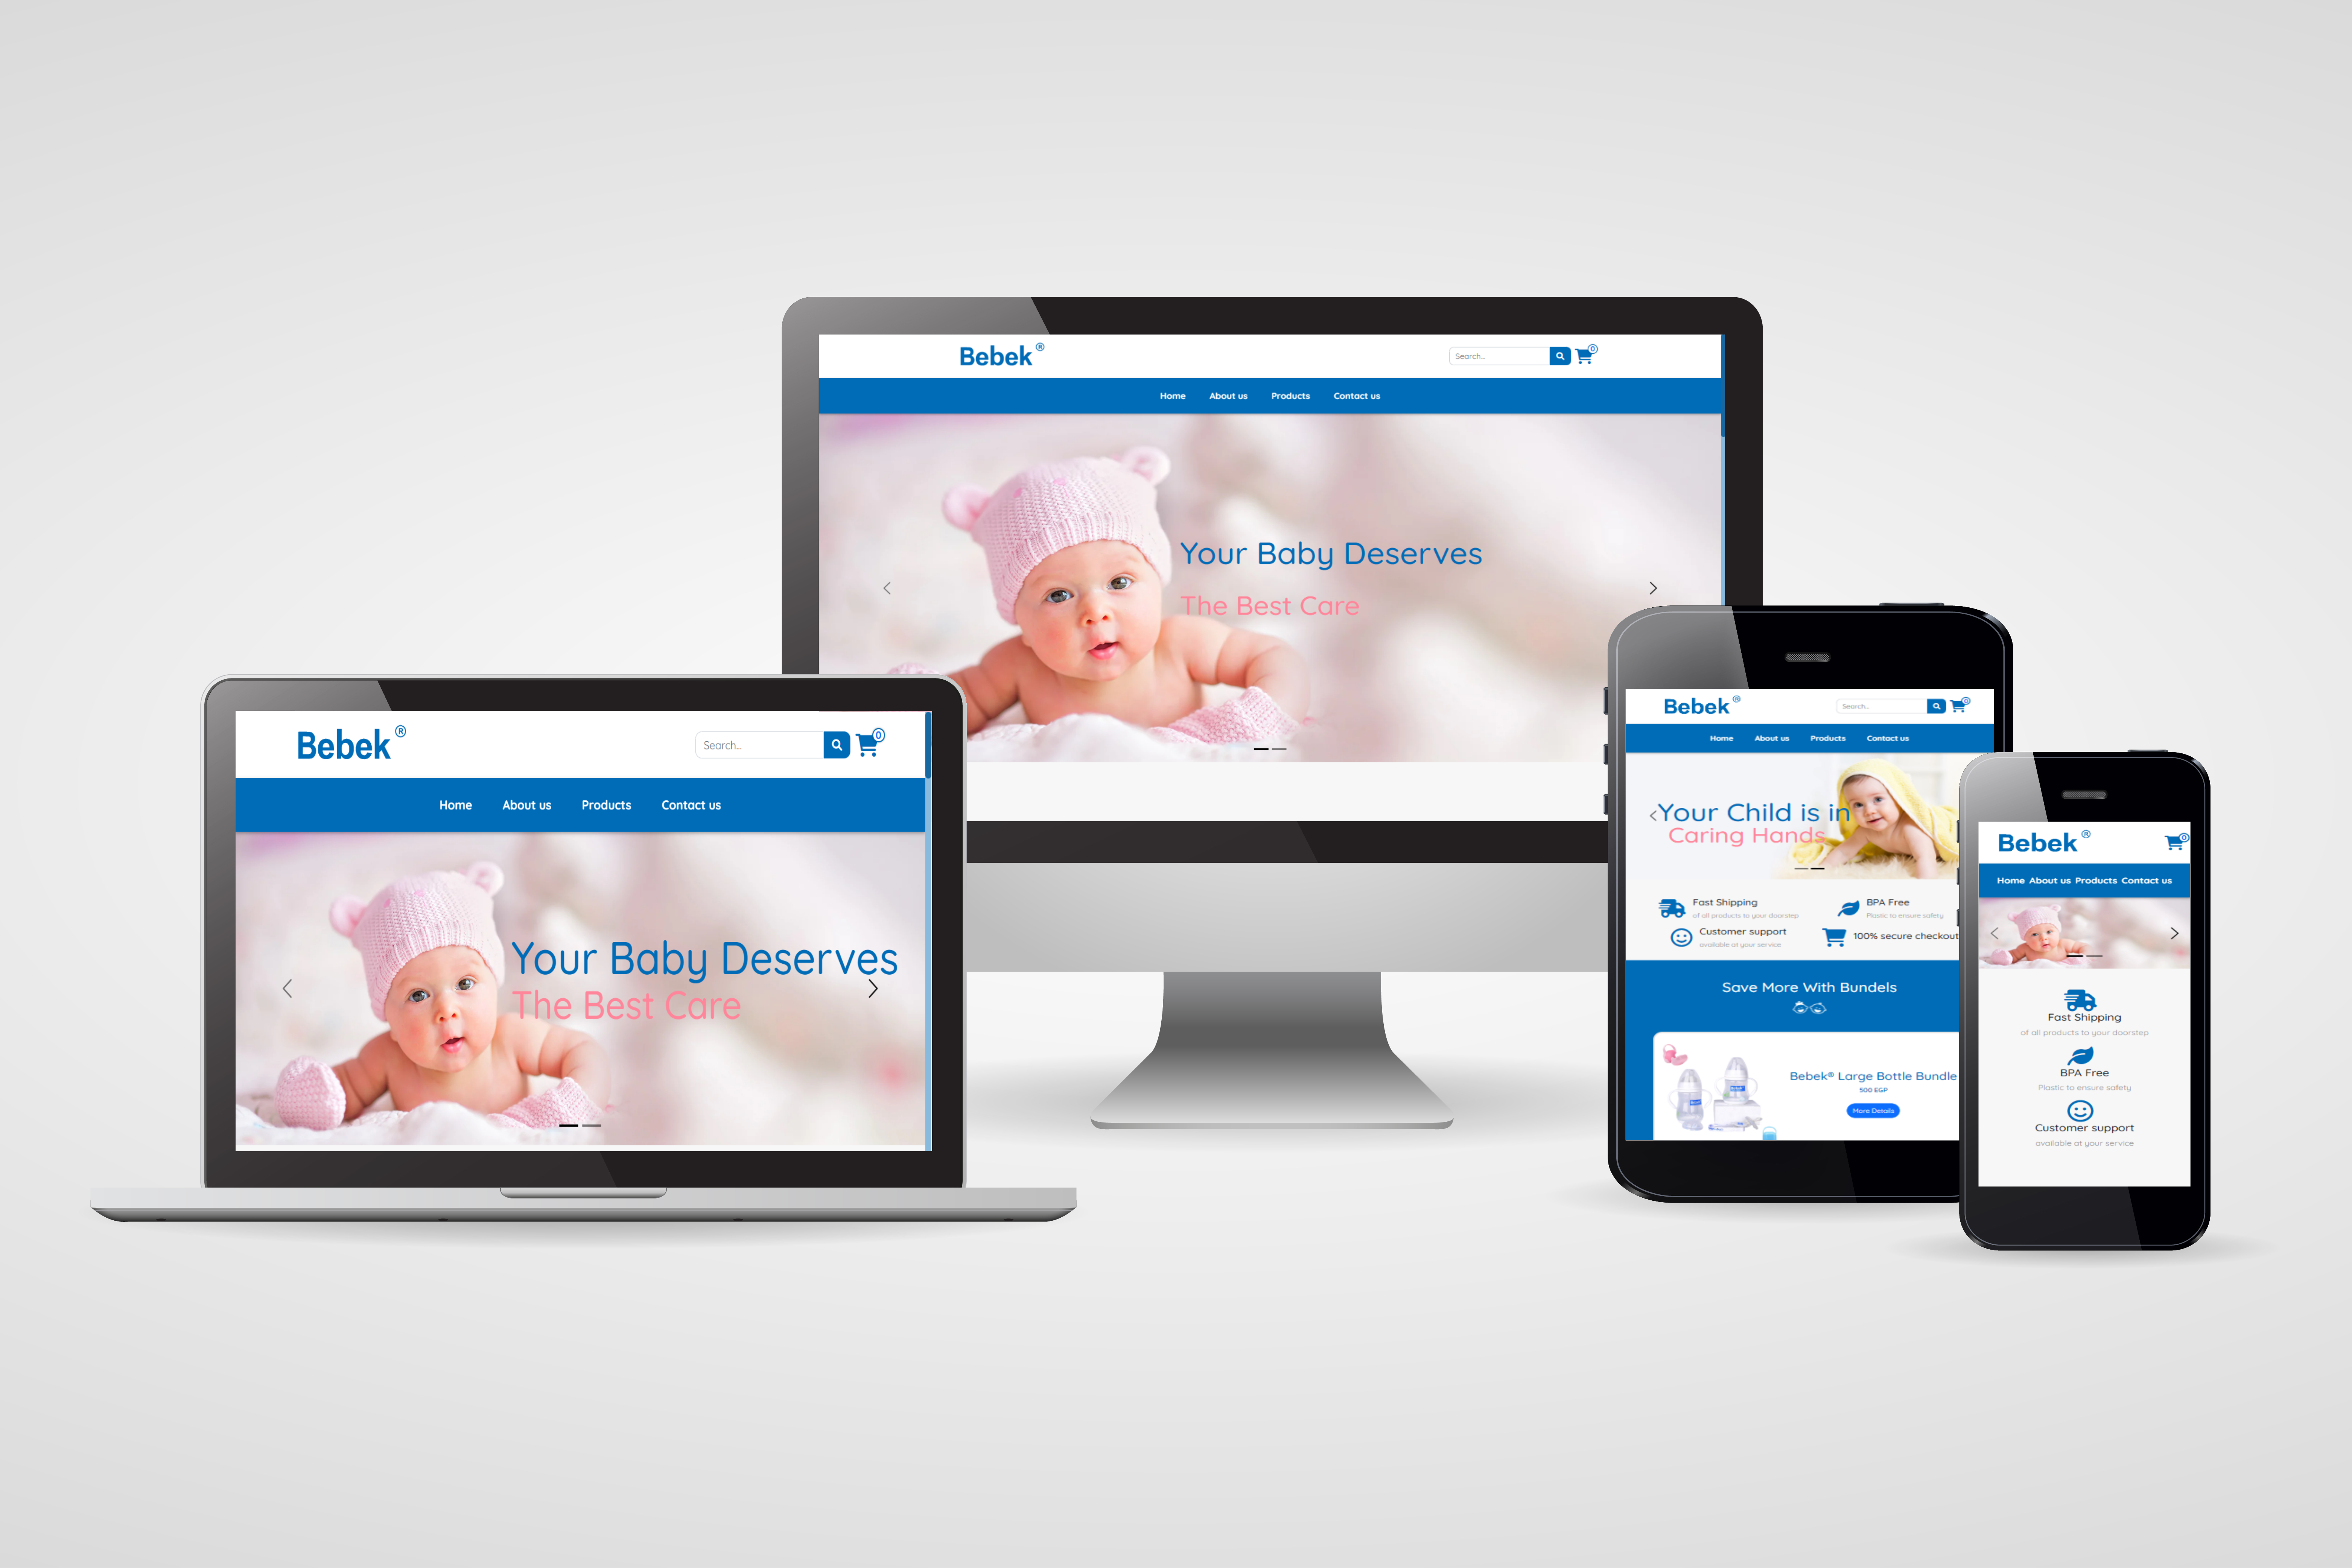 Bebek®
Search...
0
Home About us Products Contact us
Your Baby Deserves
The Best Care
Bebek®
Search...
0
Home About us Products Contact us
Your Baby Deserves
The Best Care
Bebek®
Search...
0
Home About us Products Contact us
Your Child is in
Caring Hands
Fast Shipping
of all products to your doorstep
BPA Free
Plastic to ensure safety
Customer support
available at your service
100% secure checkout
Save More With Bundels
Bebek® Large Bottle Bundle
500 EGP
More Details
Bebek®
0
Home About us Products Contact us
Fast Shipping
of all products to your doorstep
BPA Free
Plastic to ensure safety
Customer support
available at your service